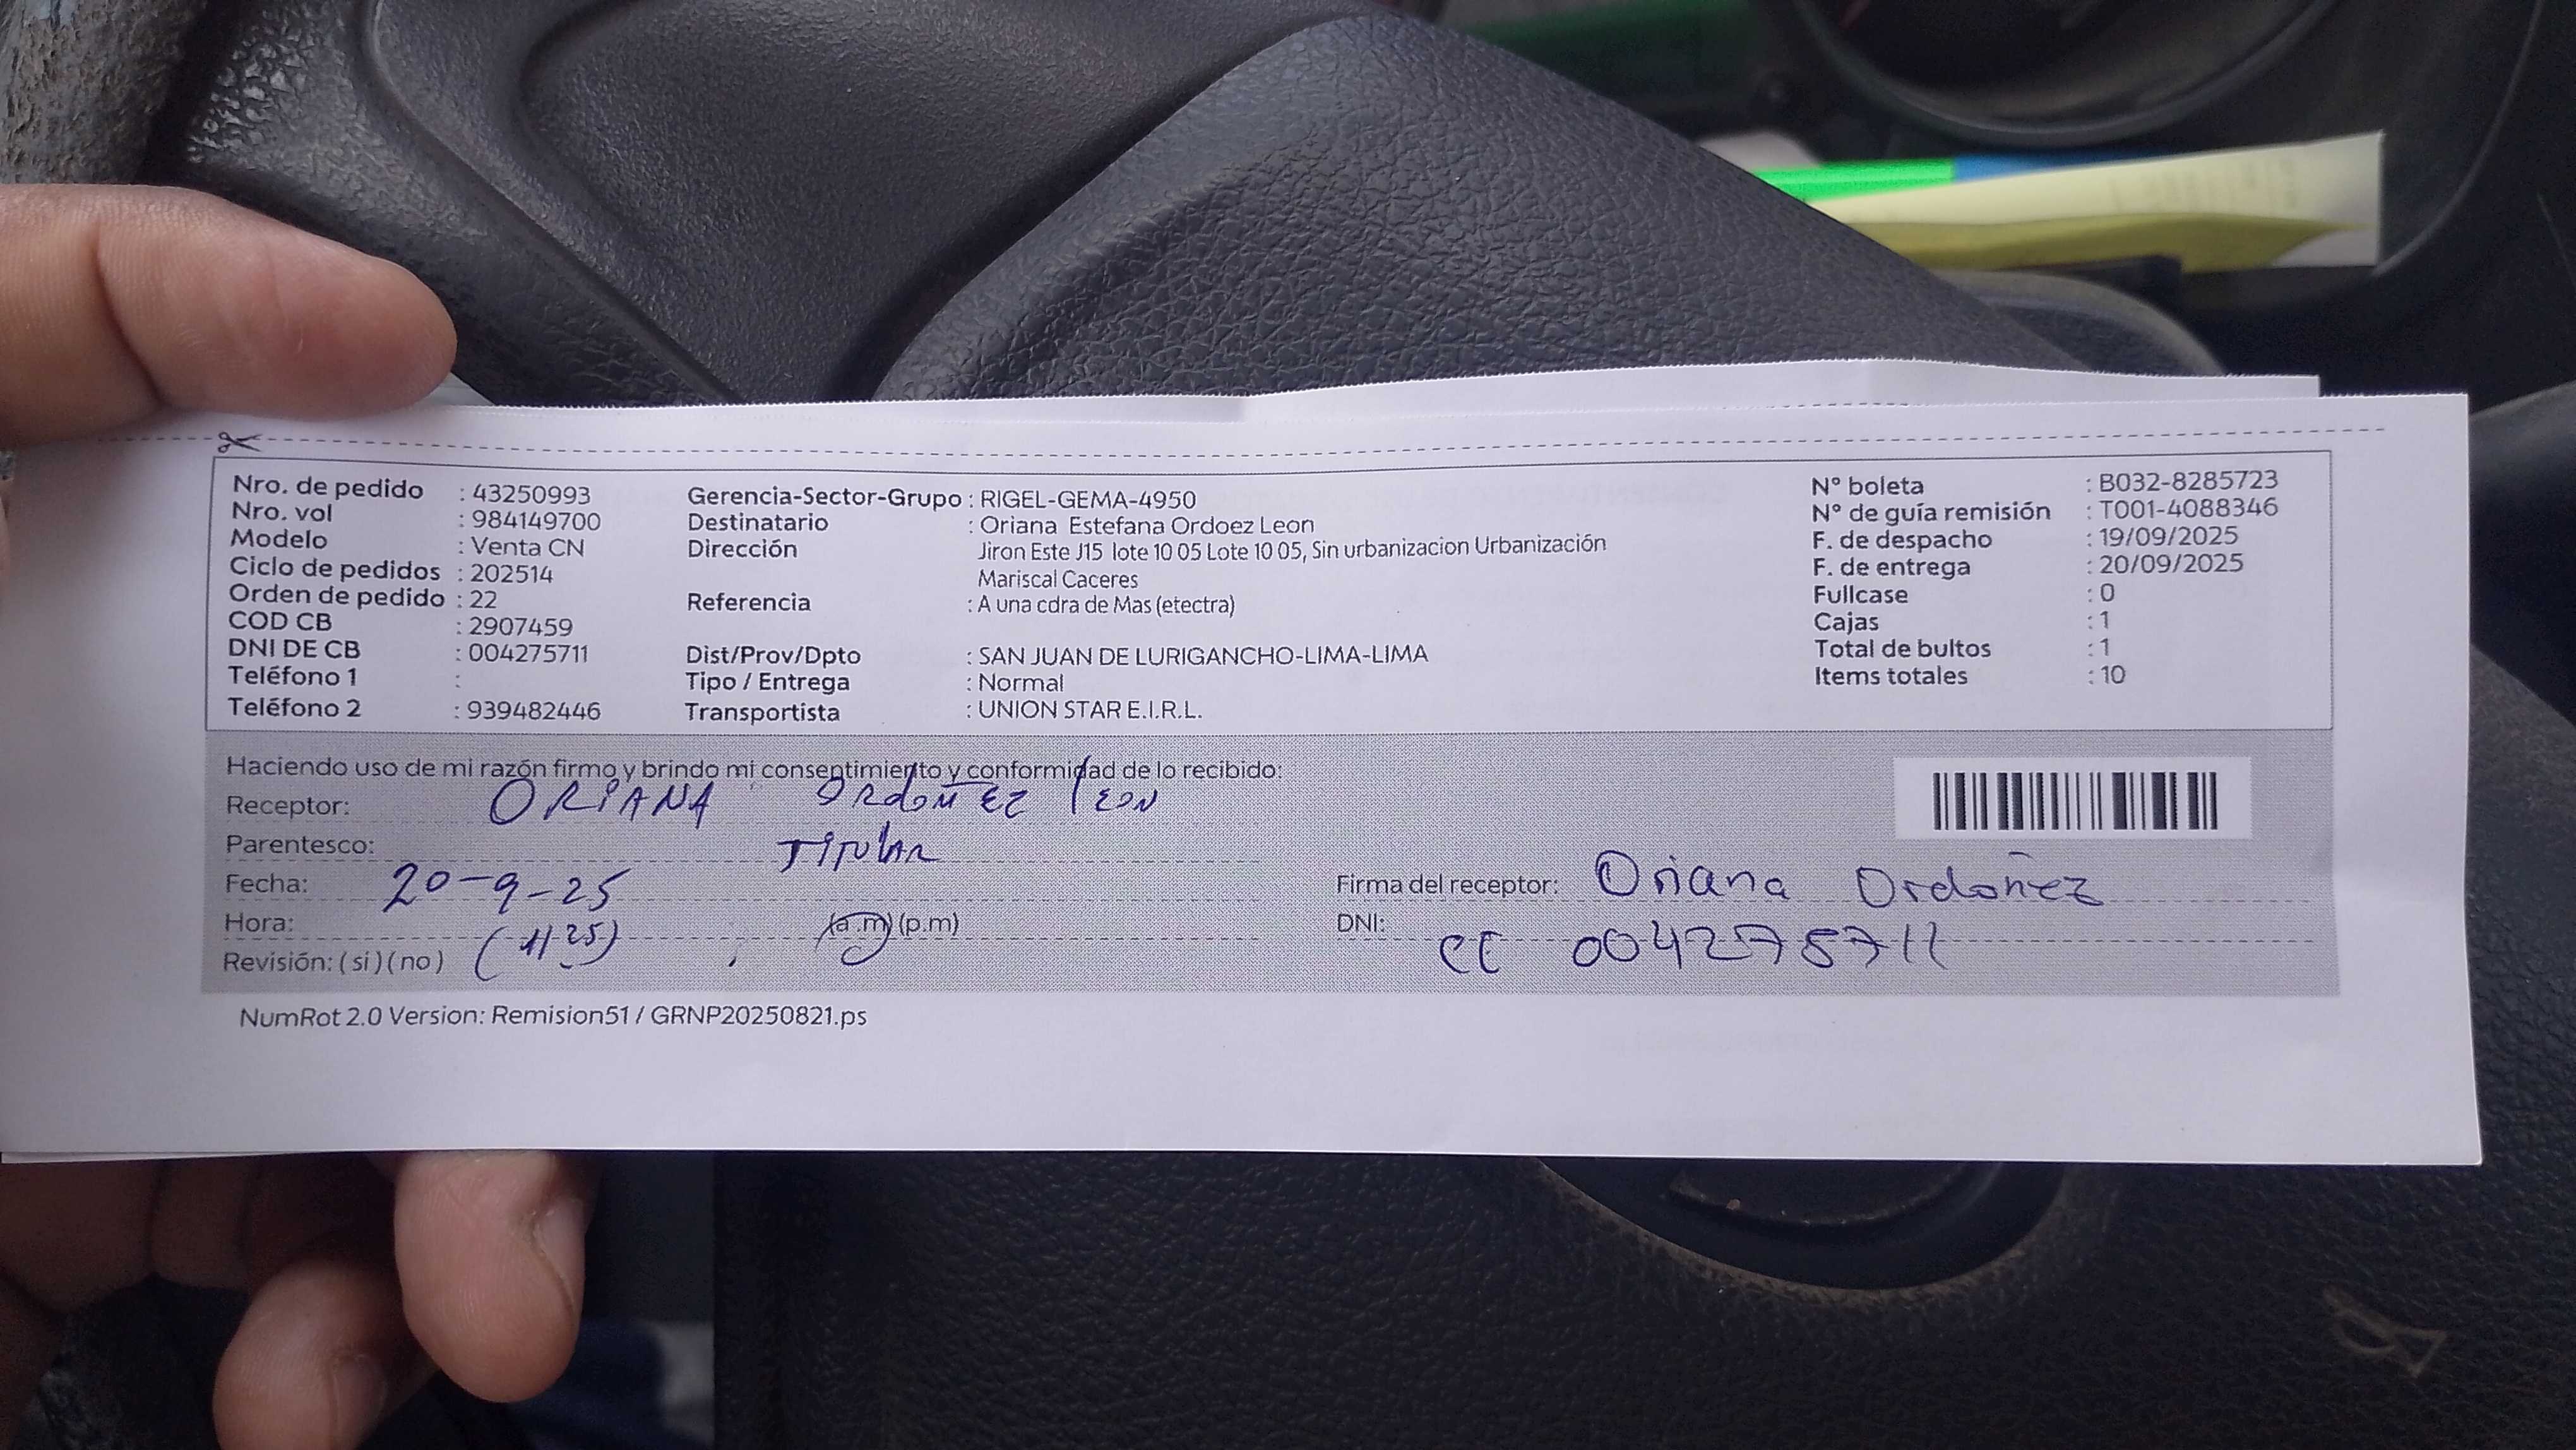 Nro. de pedido : 43250993
Nro. vol : 984149700
Modelo : Venta CN
Ciclo de pedidos : 202514
Orden de pedido : 22
COD CB : 2907459
DNI DE CB : 004275711
Teléfono 1 :
Teléfono 2 : 939482446
Gerencia-Sector-Grupo : RIGEL-GEMA-4950
Destinatario : Oriana Estefana Ordoez Leon
Dirección Jiron Este J15 lote 10 05 Lote 10 05, Sin urbanizacion Urbanización
Mariscal Caceres
Referencia : A una cdra de Mas (etectra)
Dist/Prov/Dpto : SAN JUAN DE LURIGANCHO-LIMA-LIMA
Tipo / Entrega : Normal
Transportista : UNION STAR E.I.R.L.
N° boleta : B032-8285723
N° de guía remisión : T001-4088346
F. de despacho : 19/09/2025
F. de entrega : 20/09/2025
Fullcase : 0
Cajas : 1
Total de bultos : 1
Items totales : 10
Haciendo uso de mi razón firmo y brindo mi consentimiento y conformidad de lo recibido:
Receptor: ORIANA ORdoñez LEON
Parentesco: Titular
Fecha: 20-9-25
Hora: (11 25) (a.m) (p.m)
Revisión: ( sí ) ( no )
Firma del receptor: Oriana Ordoñez
DNI: CE 004275711
NumRot 2.0 Version: Remision51 / GRNP20250821.ps